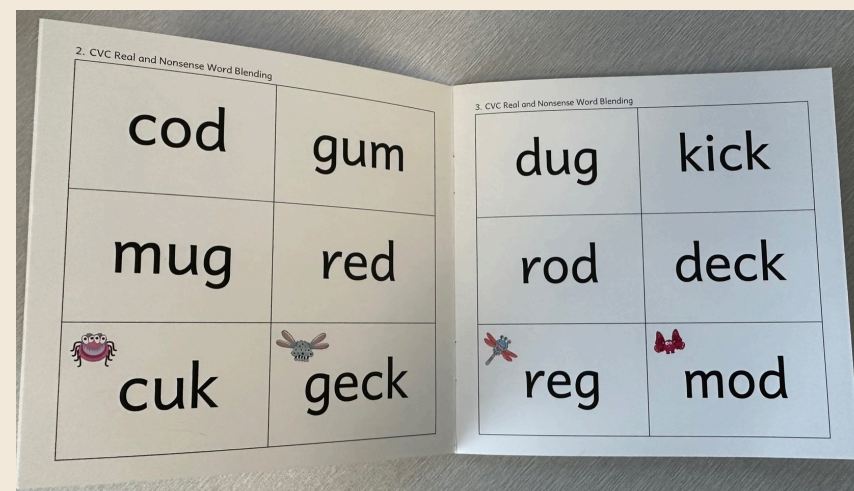 2. CVC Real and Nonsense Word Blending
cod gum
mug red
cuk geck
3. CVC Real and Nonsense Word Blending
dug kick
rod deck
reg mod